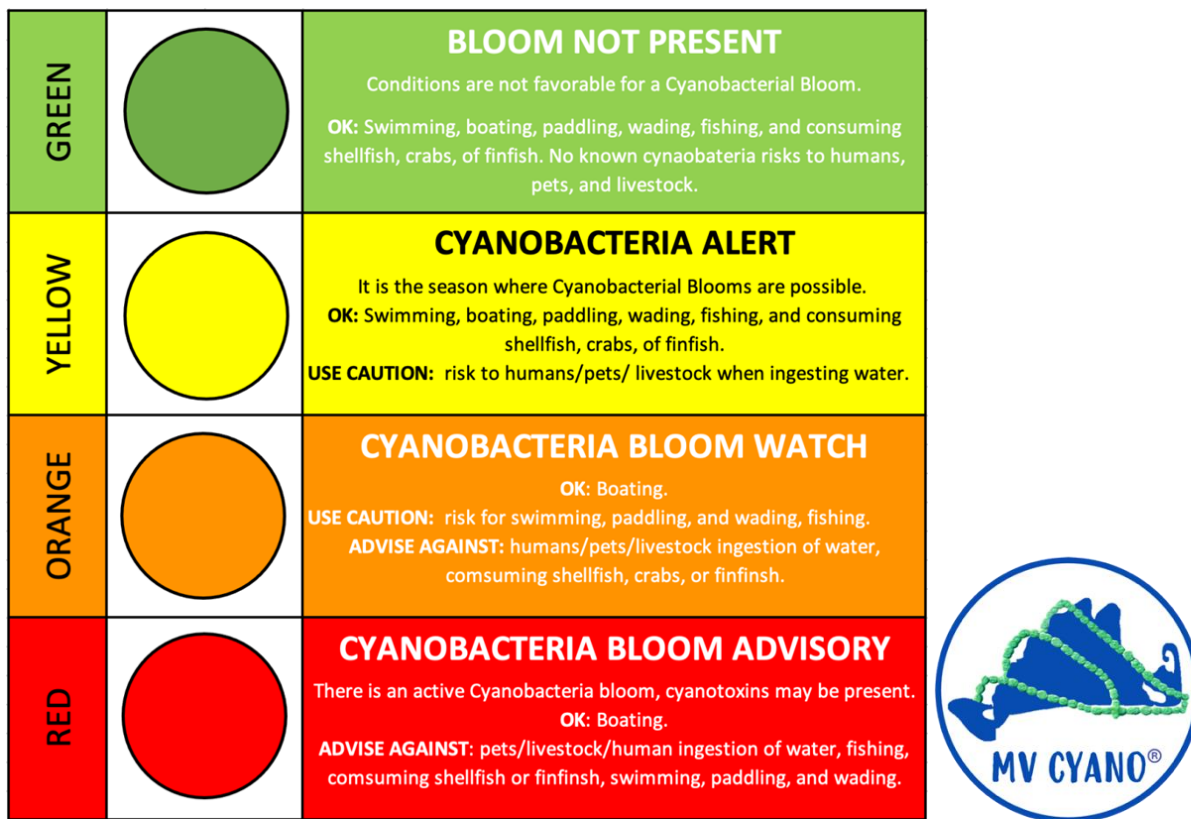 GREEN
BLOOM NOT PRESENT
Conditions are not favorable for a Cyanobacterial Bloom.
OK: Swimming, boating, paddling, wading, fishing, and consuming
shellfish, crabs, of finfish. No known cynaobateria risks to humans,
pets, and livestock.
YELLOW
CYANOBACTERIA ALERT
It is the season where Cyanobacterial Blooms are possible.
OK: Swimming, boating, paddling, wading, fishing, and consuming
shellfish, crabs, of finfish.
USE CAUTION: risk to humans/pets/ livestock when ingesting water.
ORANGE
CYANOBACTERIA BLOOM WATCH
OK: Boating.
USE CAUTION: risk for swimming, paddling, and wading, fishing.
ADVISE AGAINST: humans/pets/livestock ingestion of water,
comsuming shellfish, crabs, or finfinsh.
RED
CYANOBACTERIA BLOOM ADVISORY
There is an active Cyanobacteria bloom, cyanotoxins may be present.
OK: Boating.
ADVISE AGAINST: pets/livestock/human ingestion of water, fishing,
comsuming shellfish or finfinsh, swimming, paddling, and wading.
MV CYANO®